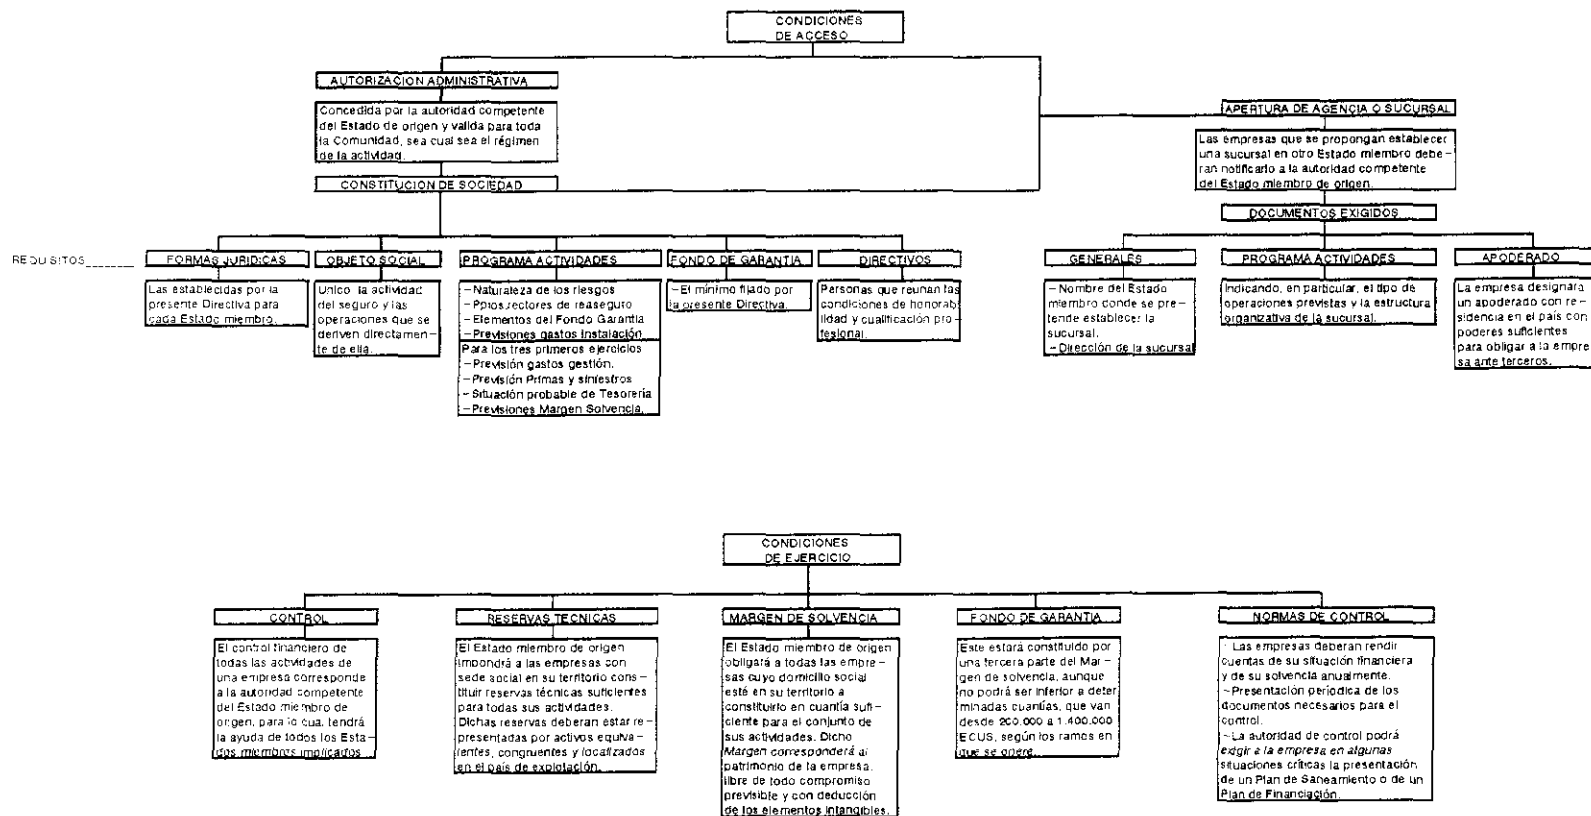 CONDICIONES
DE ACCESO
AUTORIZACION ADMINISTRATIVA
Concedida por la autoridad competente
del Estado de origen y valida para toda
la Comunidad, sea cual sea el régimen
de la actividad.
CONSTITUCION DE SOCIEDAD
APERTURA DE AGENCIA O SUCURSAL
Las empresas que se propongan establecer
una sucursal en otro Estado miembro debe-
ran notificarlo a la autoridad competente
del Estado miembro de origen.
DOCUMENTOS EXIGIDOS
REQUISITOS
FORMAS JURIDICAS
Las establecidas por la
presente Directiva para
cada Estado miembro.
OBJETO SOCIAL
Unico la actividad
del seguro y las
operaciones que se
deriven directamen-
te de ella.
PROGRAMA ACTIVIDADES
-Naturaleza de los riesgos
-Ppios.rectores de reaseguro
-Elementos del Fondo Garantia
-Previsiones gastos instalación
Para los tres primeros ejercicios
-Previsión gastos gestión.
-Previsión Primas y siniestros
-Situación probable de Tesorería
-Previsiones Margen Solvencia.
FONDO DE GARANTIA
-El mínimo fijado por
la presente Directiva.
DIRECTIVOS
Personas que reunan las
condiciones de honorabi
lidad y cualificación pro-
fesional.
GENERALES
-Nombre del Estado
miembro donde se pre-
tende establecer la
sucursal.
-Dirección de la sucursal
PROGRAMA ACTIVIDADES
Indicando, en particular, el tipo de
operaciones previstas y la estructura
organizativa de la sucursal.
APODERADO
La empresa designará
un apoderado con re-
sidencia en el país con
poderes suficientes
para obligar a la empre
sa ante terceros.
CONDICIONES
DE EJERCICIO
CONTROL
El control financiero de
todas las actividades de
una empresa corresponde
a la autoridad competente
del Estado miembro de
origen, para lo cual tendrá
la ayuda de todos los Esta-
dos miembros implicados
RESERVAS TECNICAS
El Estado miembro de origen
impondrá a las empresas con
sede social en su territorio cons-
tituir reservas técnicas suficientes
para todas sus actividades.
Dichas reservas deberan estar re-
presentadas por activos equiva-
lentes, congruentes y localizados
en el país de explotación.
MARGEN DE SOLVENCIA
El Estado miembro de origen
obligará a todas las empre-
sas cuyo domicilio social
esté en su territorio a
constituirlo en cuantía sufi-
ciente para el conjunto de
sus actividades. Dicho
Margen corresponderá al
patrimonio de la empresa,
libre de todo compromiso
previsible y con deducción
de los elementos intangibles.
FONDO DE GARANTIA
Este estará constituido por
una tercera parte del Mar-
gen de solvencia, aunque
no podrá ser inferior a deter
minadas cuantías, que van
desde 200.000 a 1.400.000
ECUS, según los ramos en
que se opere.
NORMAS DE CONTROL
- Las empresas deberan rendir
cuentas de su situación financiera
y de su solvencia anualmente.
-Presentación periódica de los
documentos necesarios para el
control.
-La autoridad de control podrá
exigir a la empresa en algunas
situaciones críticas la presentación
de un Plan de Saneamiento o de un
Plan de Financiación.